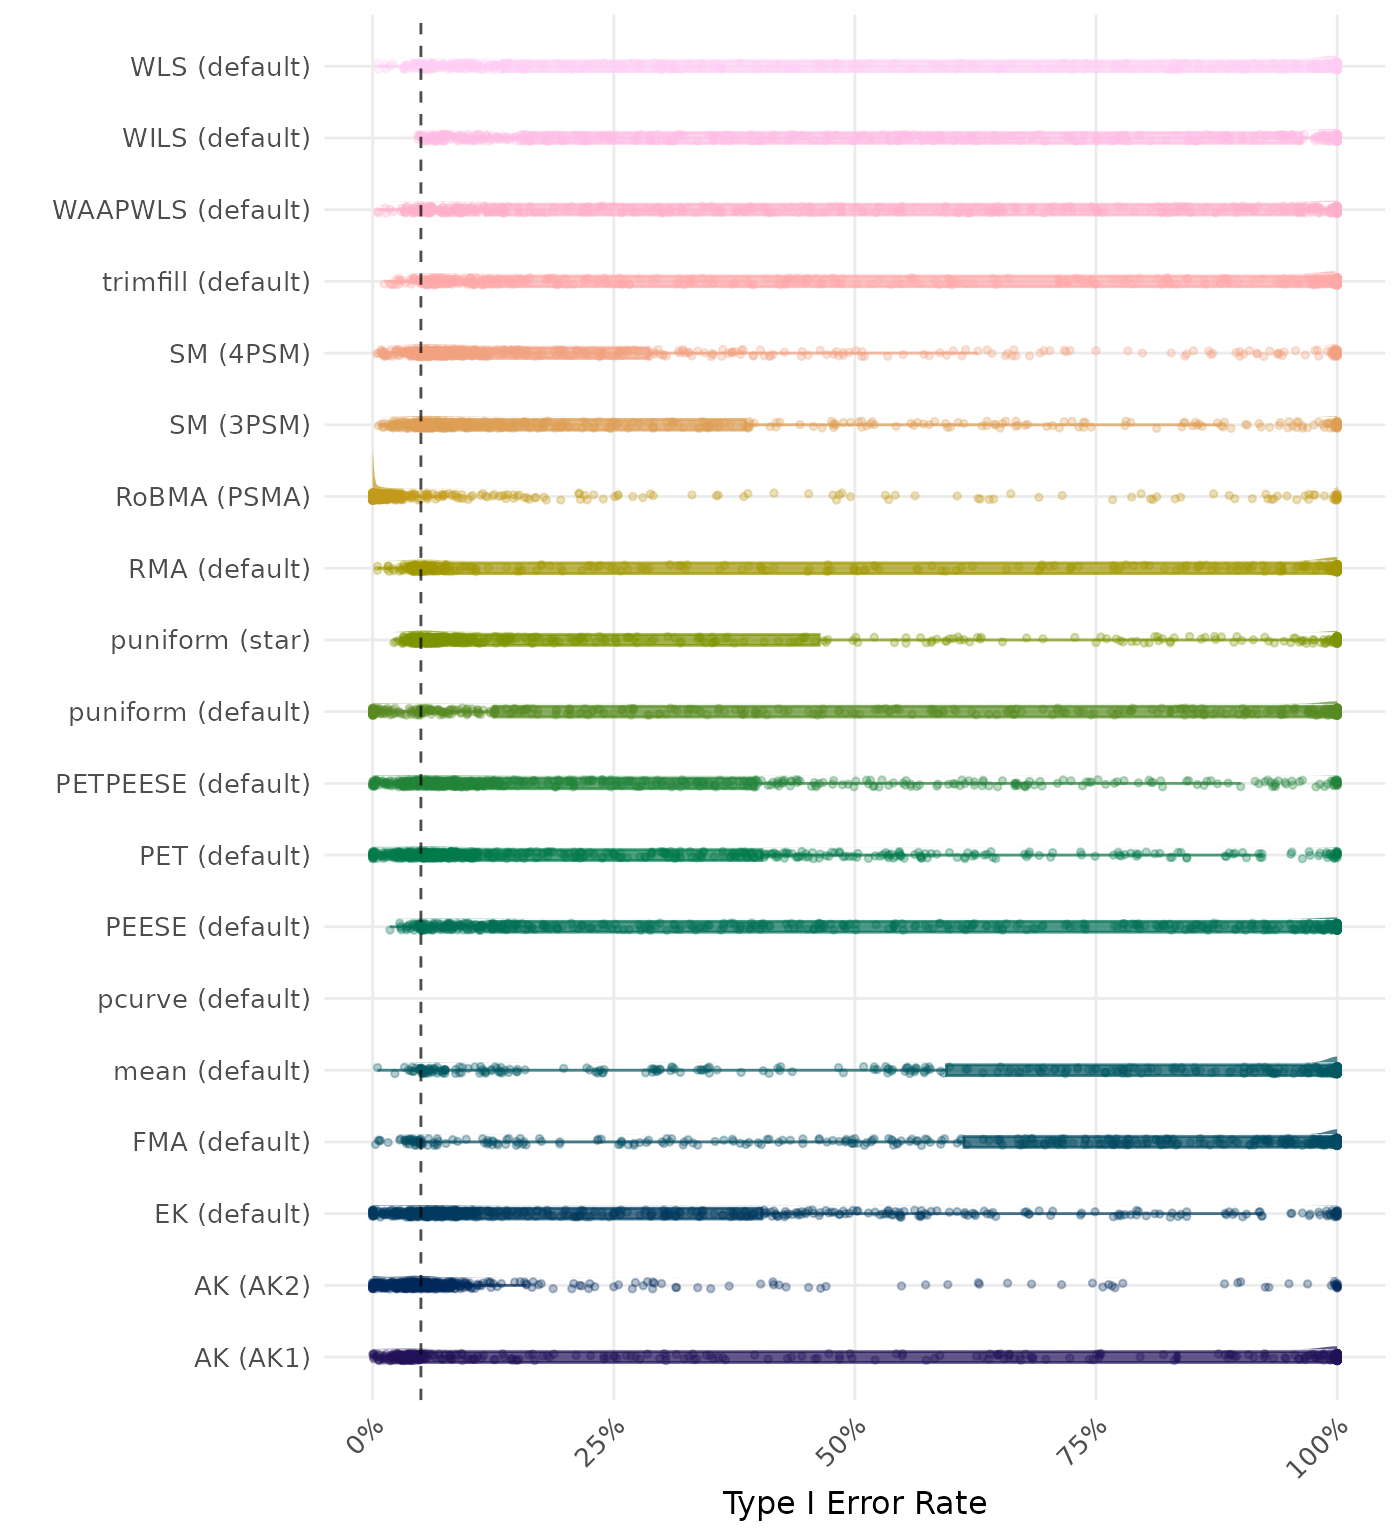 WLS (default)
WILS (default)
WAAPWLS (default)
trimfill (default)
SM (4PSM)
SM (3PSM)
RoBMA (PSMA)
RMA (default)
puniform (star)
puniform (default)
PETPEESE (default)
PET (default)
PEESE (default)
pcurve (default)
mean (default)
FMA (default)
EK (default)
AK (AK2)
AK (AK1)
0% 25% 50% 75% 100%
Type I Error Rate